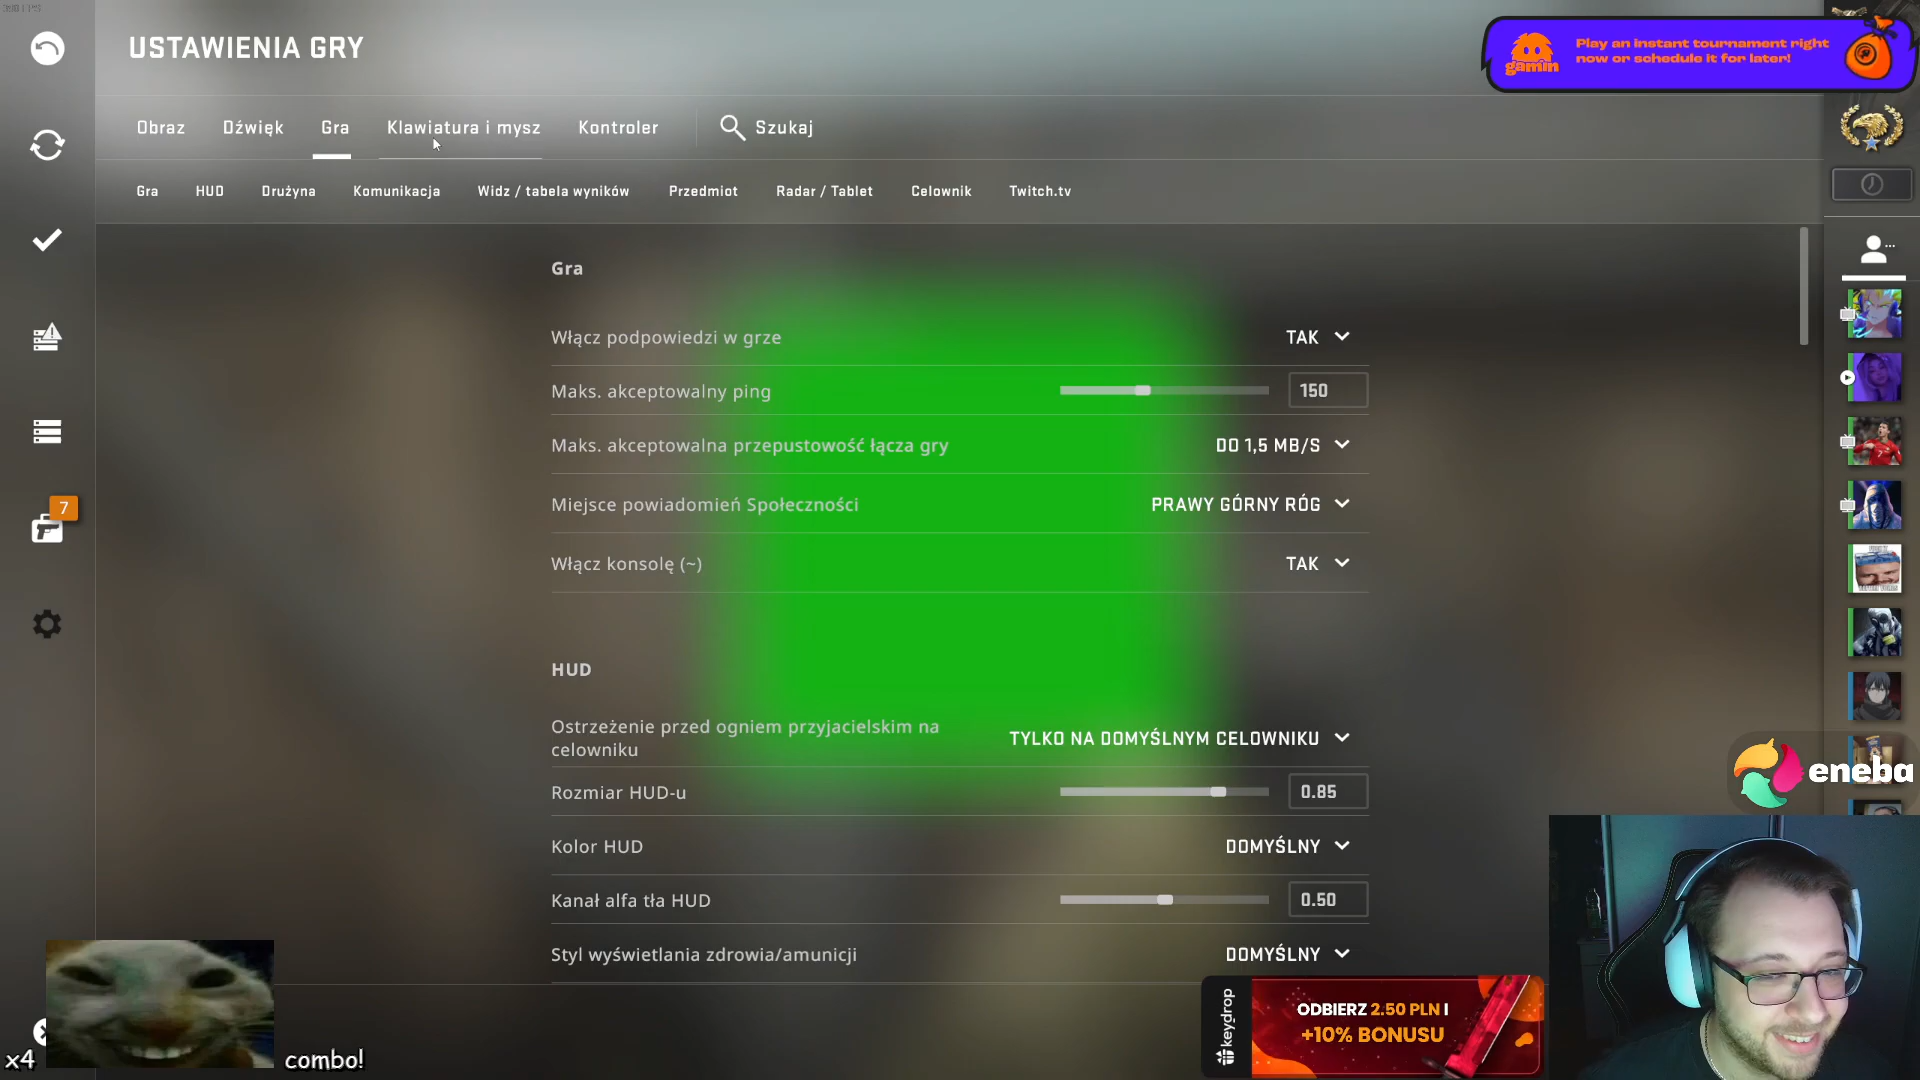 USTAWIENIA GRY
gamin
Play an instant tournament right
now or schedule it for later!
Obraz
Dźwięk
Gra
Klawiatura i mysz
Kontroler
Szukaj
Gra
HUD
Drużyna
Komunikacja
Widz / tabela wyników
Przedmiot
Radar / Tablet
Celownik
Twitch.tv
Gra
Włącz podpowiedzi w grze
TAK
Maks. akceptowalny ping
150
Maks. akceptowalna przepustowość łącza gry
DO 1,5 MB/S
Miejsce powiadomień Społeczności
PRAWY GÓRNY RÓG
Włącz konsolę (~)
TAK
7
HUD
Ostrzeżenie przed ogniem przyjacielskim na
celowniku
TYLKO NA DOMYŚLNYM CELOWNIKU
Rozmiar HUD-u
0.85
Kolor HUD
DOMYŚLNY
Kanał alfa tła HUD
0.50
Styl wyświetlania zdrowia/amunicji
DOMYŚLNY
eneba
keydrop
ODBIERZ 2.50 PLN I
+10% BONUSU
x4
combo!